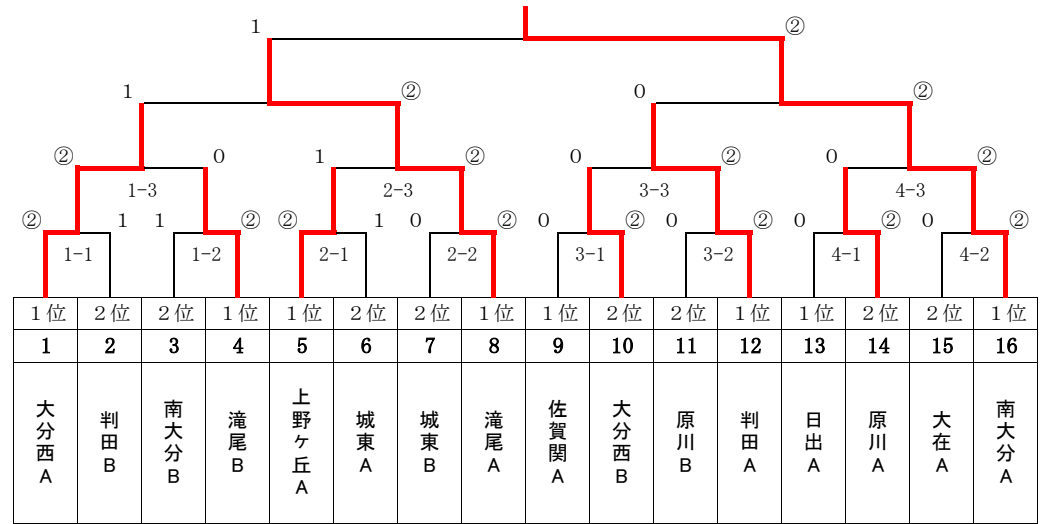 1 ②
1 ② 0 ②
② 0 1 ② 0 ② 0 ②
1-3 2-3 3-3 4-3
② 1 1 ② ② 1 0 ② 0 ② 0 ② 0 ② 0 ②
1-1 1-2 2-1 2-2 3-1 3-2 4-1 4-2
1位 2位 2位 1位 1位 2位 2位 1位 1位 2位 2位 1位 1位 2位 2位 1位
1 2 3 4 5 6 7 8 9 10 11 12 13 14 15 16
大分西A
判田B
南大分B
滝尾B
上野ヶ丘A
城東A
城東B
滝尾A
佐賀関A
大分西B
原川B
判田A
日出A
原川A
大在A
南大分A